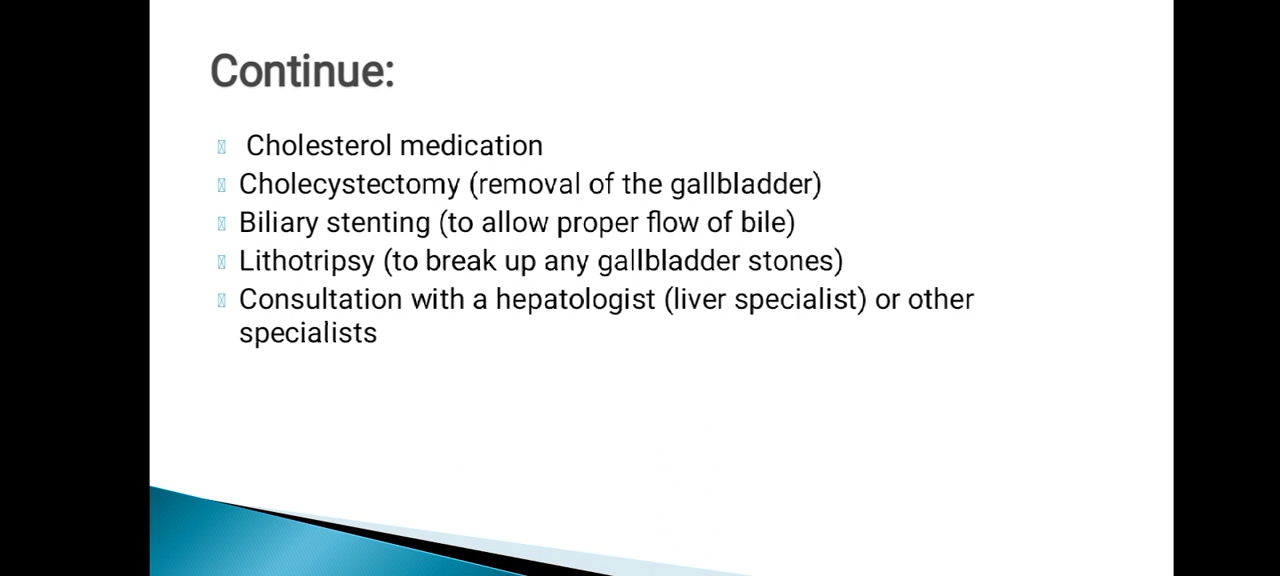 Continue:
Cholesterol medication
Cholecystectomy (removal of the gallbladder)
Biliary stenting (to allow proper flow of bile)
Lithotripsy (to break up any gallbladder stones)
Consultation with a hepatologist (liver specialist) or other
specialists